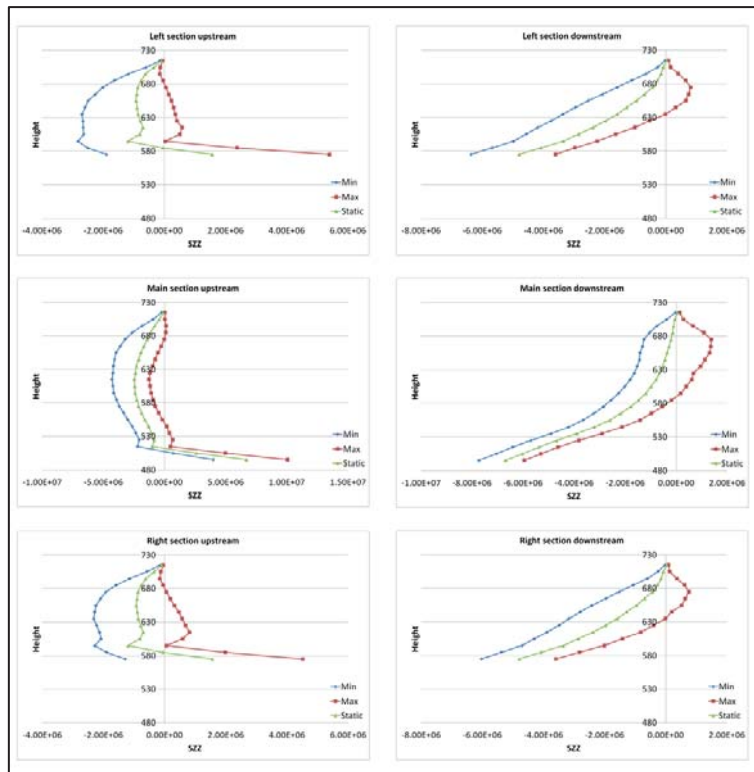 Left section upstream
730
680
630
580
530
480
Height
Min
Max
Static
-4.00E+06 -2.00E+06 0.00E+00 2.00E+06 4.00E+06 6.00E+06
SZZ
Left section downstream
730
680
630
580
530
480
Height
Min
Max
Static
-8.00E+06 -6.00E+06 -4.00E+06 -2.00E+06 0.00E+00 2.00E+06
SZZ
Main section upstream
730
680
630
580
530
480
Height
Min
Max
Static
-1.00E+07 -5.00E+06 0.00E+00 5.00E+06 1.00E+07 1.50E+07
SZZ
Main section downstream
730
680
630
580
530
480
Height
Min
Max
Static
-1.00E+07 -8.00E+06 -6.00E+06 -4.00E+06 -2.00E+06 0.00E+00 2.00E+06
SZZ
Right section upstream
730
680
630
580
530
480
Height
Min
Max
Static
-4.00E+06 -2.00E+06 0.00E+00 2.00E+06 4.00E+06 6.00E+06
SZZ
Right section downstream
730
680
630
580
530
480
Height
Min
Max
Static
-8.00E+06 -6.00E+06 -4.00E+06 -2.00E+06 0.00E+00 2.00E+06
SZZ